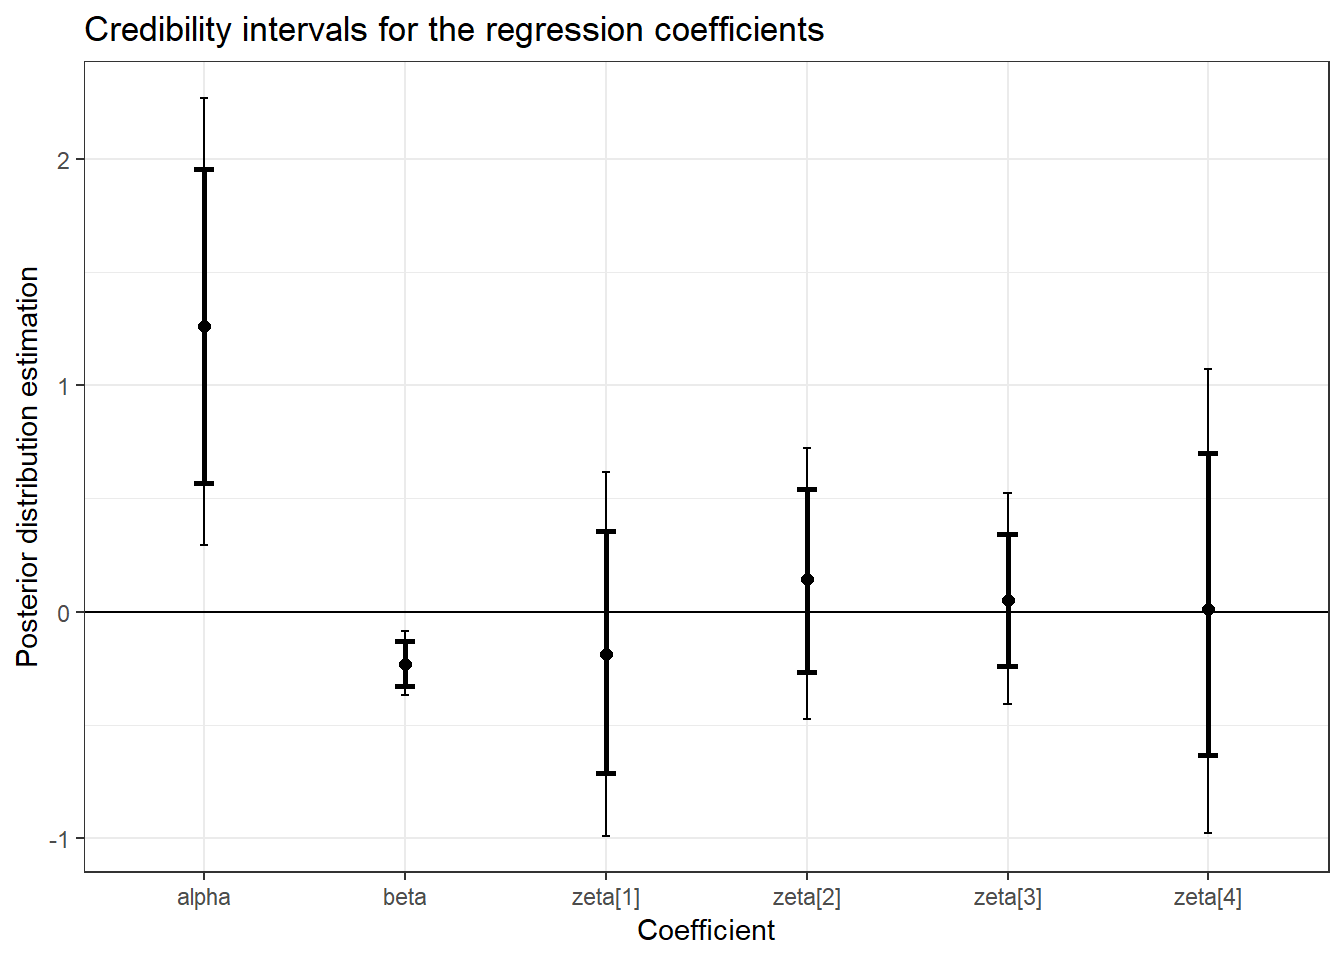 Credibility intervals for the regression coefficients
Posterior distribution estimation
2
1
0
-1
alpha beta zeta[1] zeta[2] zeta[3] zeta[4]
Coefficient